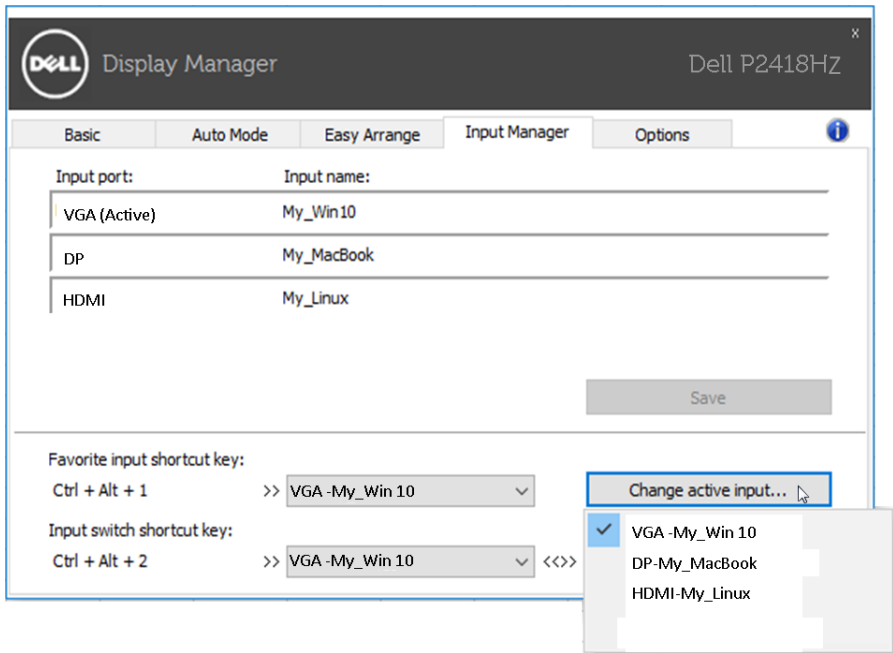 DELL Display Manager Dell P2418HZ x
Basic Auto Mode Easy Arrange Input Manager Options i
Input port: Input name:
VGA (Active) My_Win10
DP My_MacBook
HDMI My_Linux
Save
Favorite input shortcut key:
Ctrl + Alt + 1 >> VGA -My_Win 10 Change active input...
Input switch shortcut key:
Ctrl + Alt + 2 >> VGA -My_Win 10 <<>>
VGA -My_Win 10
DP-My_MacBook
HDMI-My_Linux